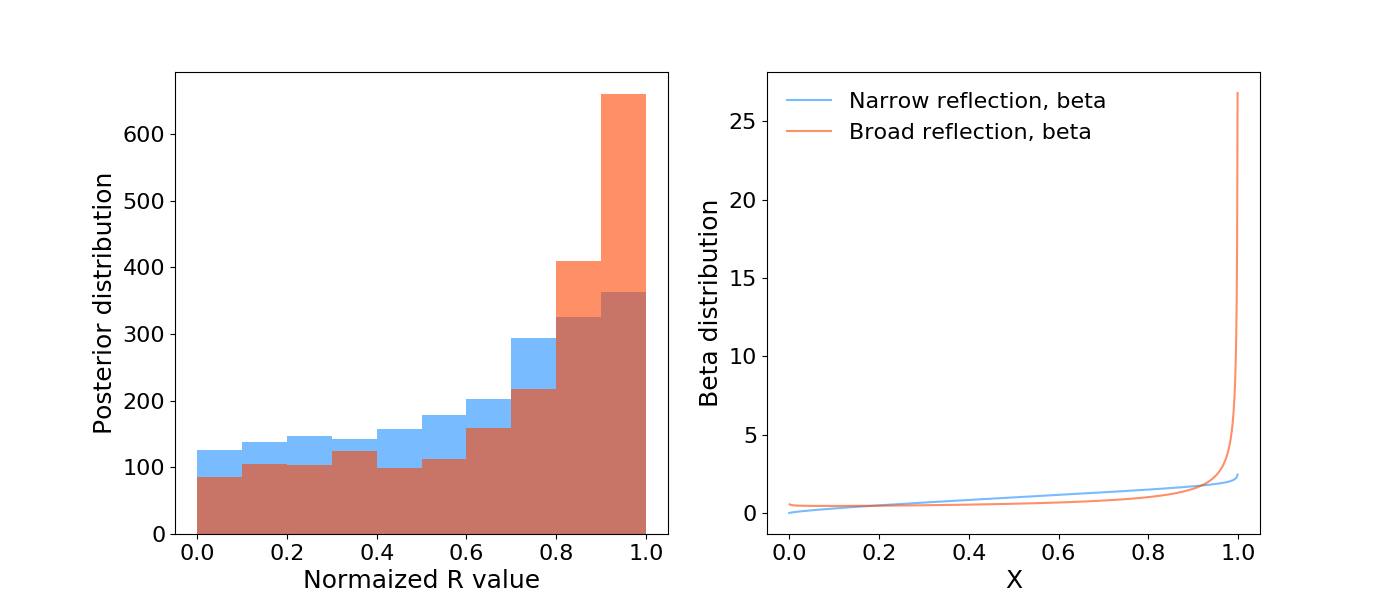 Posterior distribution
600
500
400
300
200
100
0
0.0 0.2 0.4 0.6 0.8 1.0
Normaized R value
Narrow reflection, beta
Broad reflection, beta
Beta distribution
25
20
15
10
5
0
0.0 0.2 0.4 0.6 0.8 1.0
X